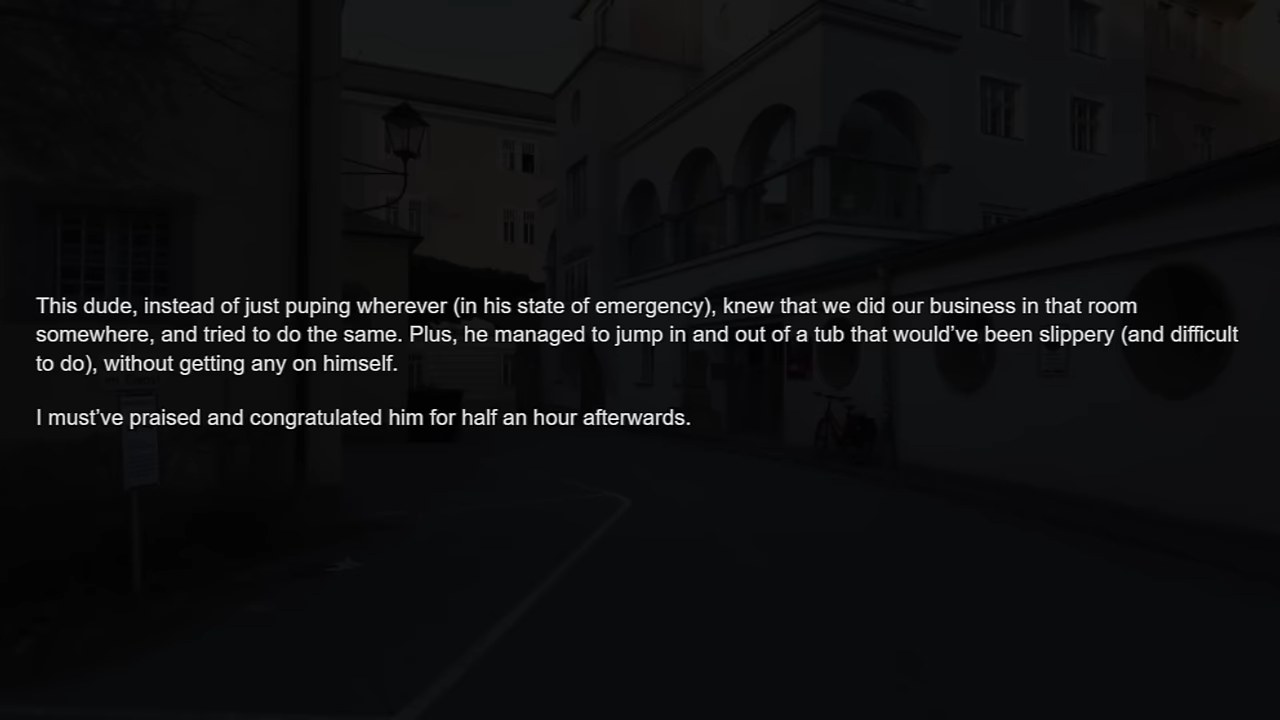 This dude, instead of just puping wherever (in his state of emergency), knew that we did our business in that room
somewhere, and tried to do the same. Plus, he managed to jump in and out of a tub that would’ve been slippery (and difficult
to do), without getting any on himself.
I must’ve praised and congratulated him for half an hour afterwards.